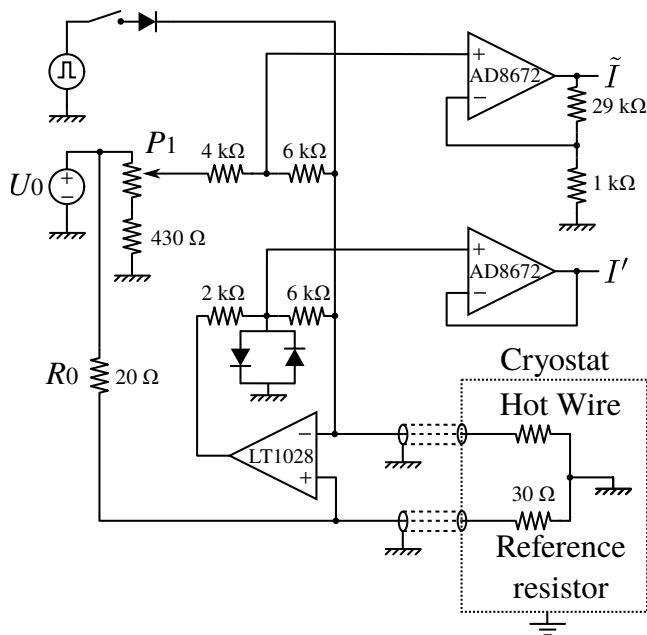 +
AD8672
−
Ĩ
29 kΩ
1 kΩ
P1
4 kΩ
6 kΩ
U0
+
−
430 Ω
+
AD8672
−
I′
2 kΩ
6 kΩ
R0
20 Ω
−
LT1028
+
Cryostat
Hot Wire
30 Ω
Reference
resistor